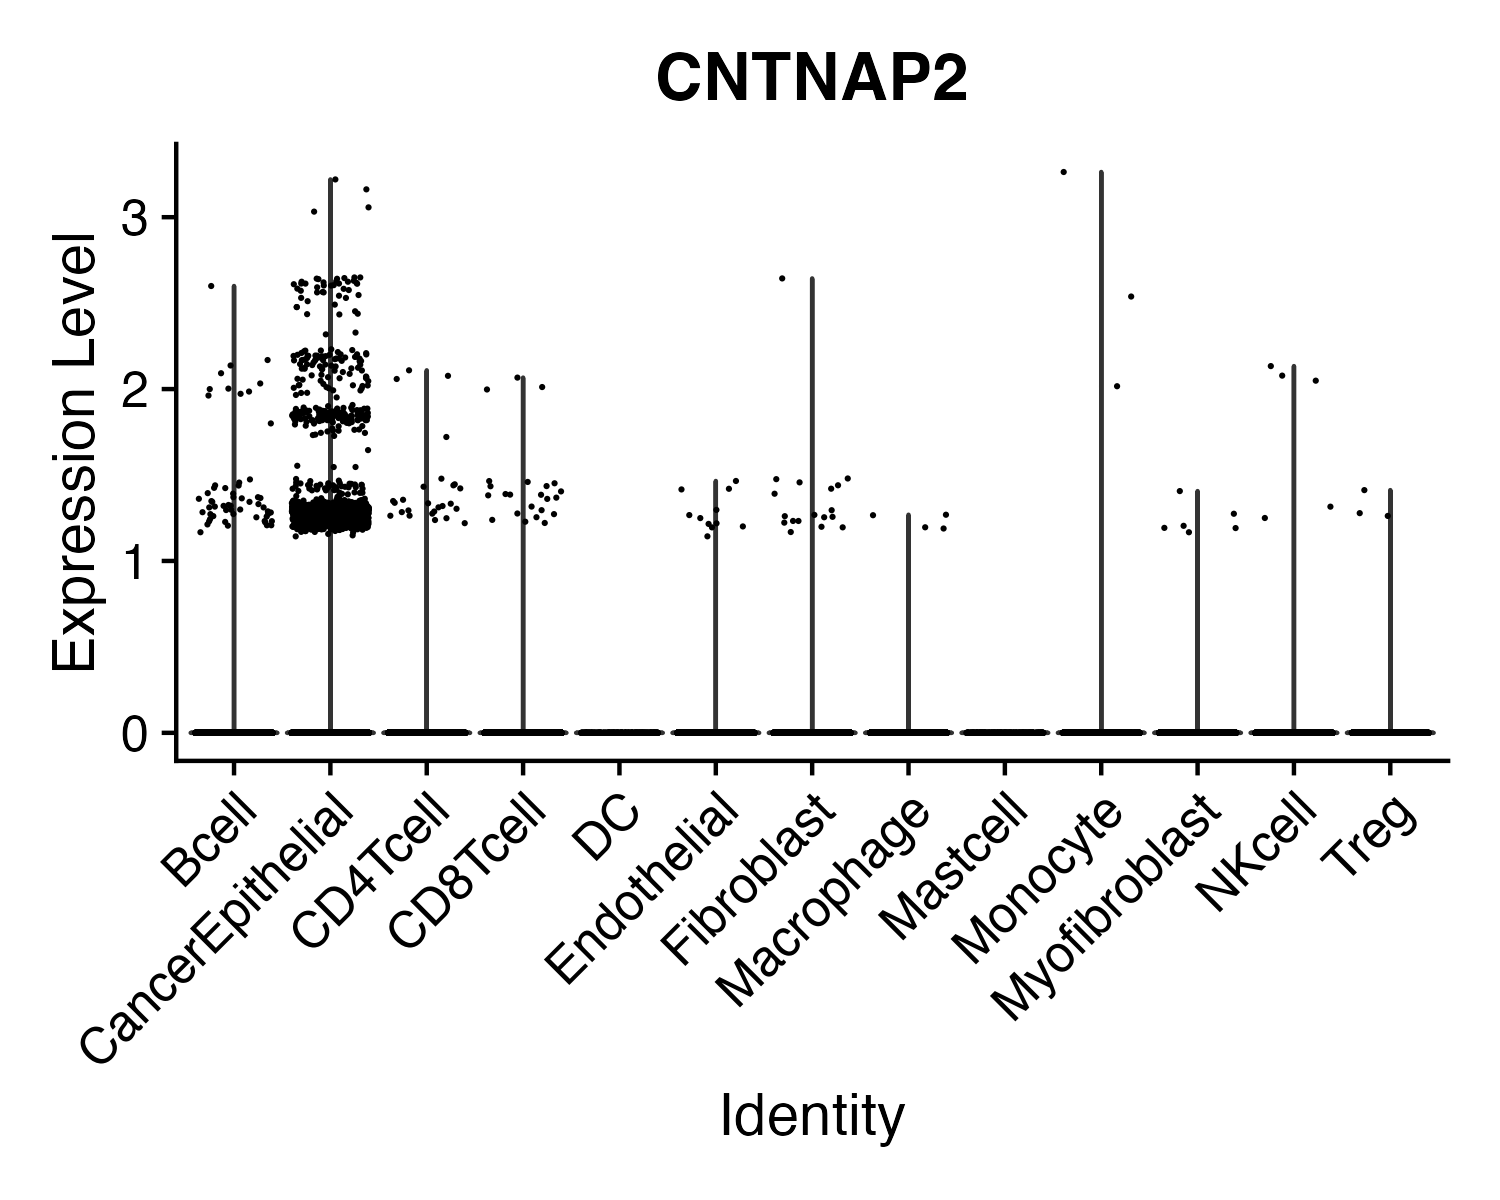 CNTNAP2
Expression Level
3
2
1
0
Bcell
CancerEpithelial
CD4Tcell
CD8Tcell
DC
Endothelial
Fibroblast
Macrophage
Mastcell
Monocyte
Myofibroblast
NKcell
Treg
Identity